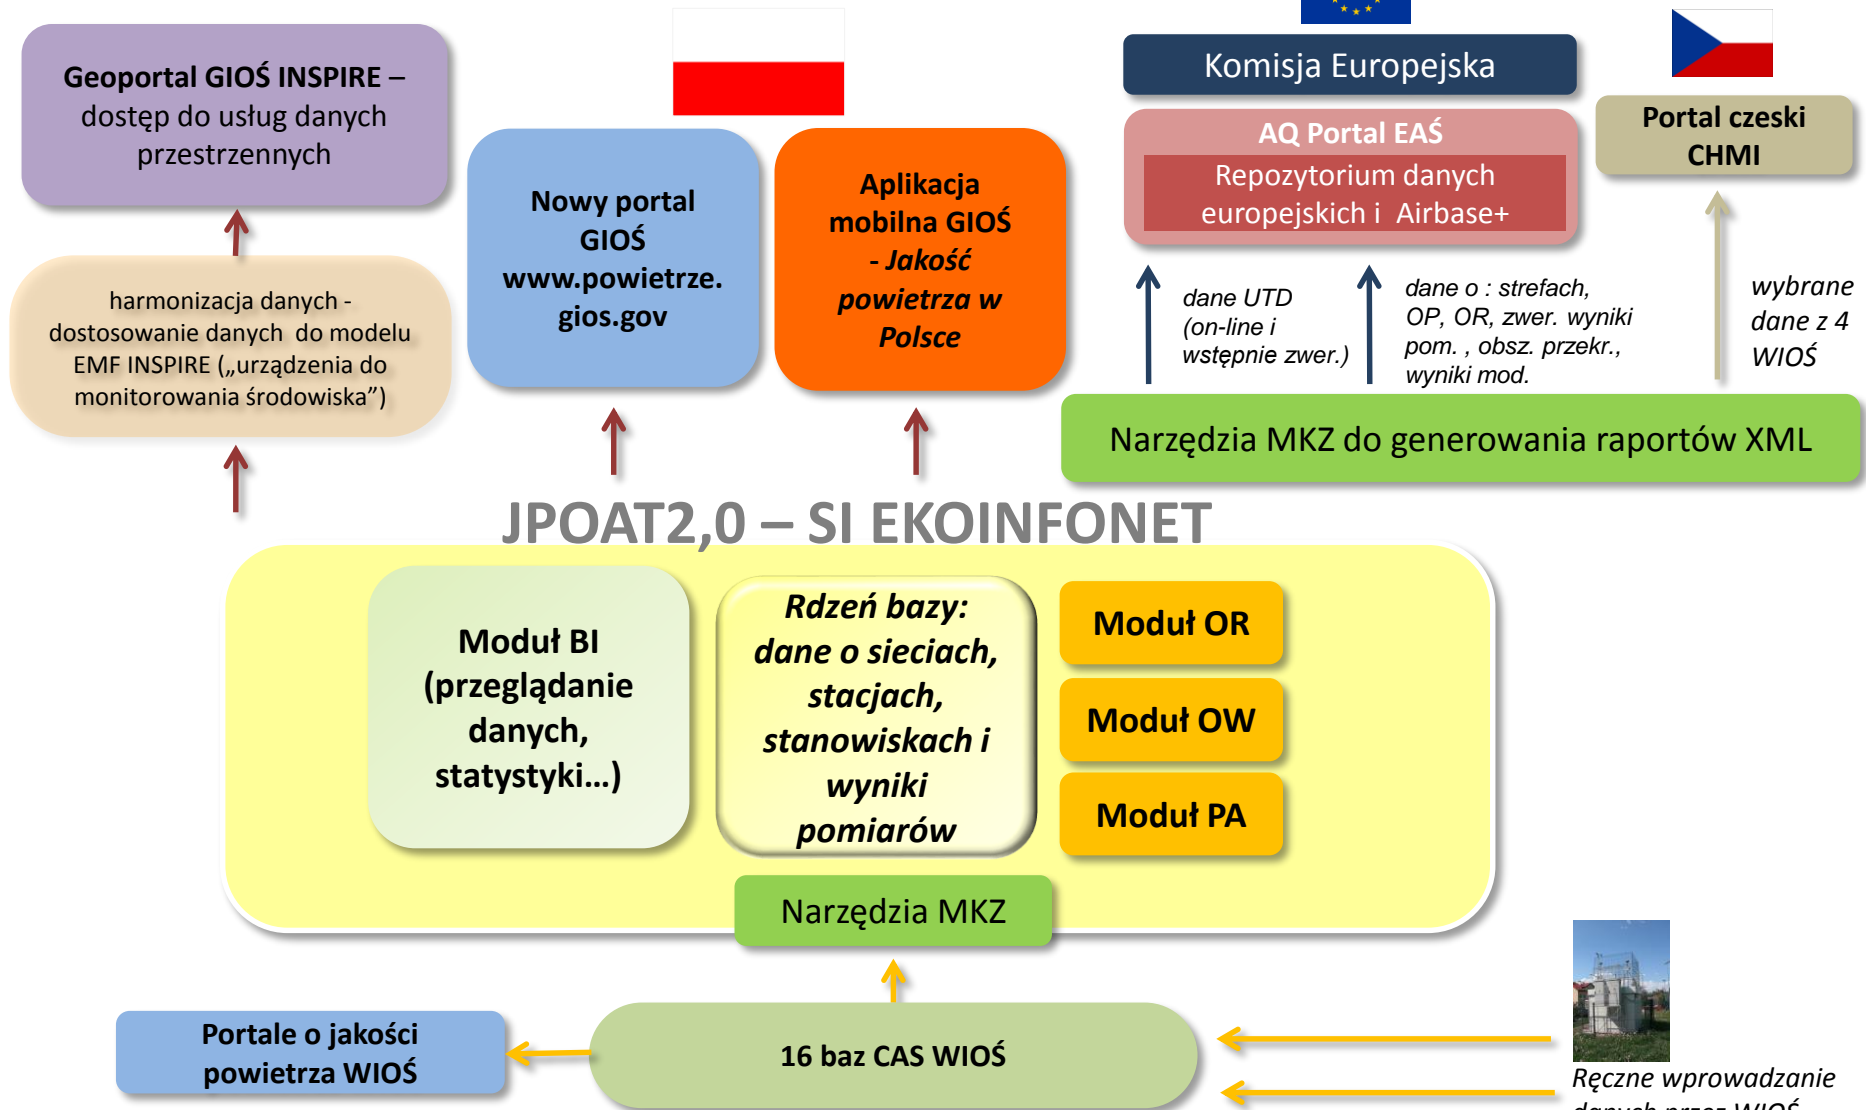 Geoportal GIOŚ INSPIRE –
dostęp do usług danych
przestrzennych
harmonizacja danych -
dostosowanie danych do modelu
EMF INSPIRE („urządzenia do
monitorowania środowiska”)
Nowy portal
GIOŚ
www.powietrze.
gios.gov
Aplikacja
mobilna GIOŚ
- Jakość
powietrza w
Polsce
Komisja Europejska
AQ Portal EAŚ
Repozytorium danych
europejskich i Airbase+
Portal czeski
CHMI
dane UTD
(on-line i
wstępnie zwer.)
dane o : strefach,
OP, OR, zwer. wyniki
pom. , obsz. przekr.,
wyniki mod.
wybrane
dane z 4
WIOŚ
Narzędzia MKZ do generowania raportów XML
JPOAT2,0 – SI EKOINFONET
Moduł BI
(przeglądanie
danych,
statystyki...)
Rdzeń bazy:
dane o sieciach,
stacjach,
stanowiskach i
wyniki
pomiarów
Moduł OR
Moduł OW
Moduł PA
Narzędzia MKZ
Portale o jakości
powietrza WIOŚ
16 baz CAS WIOŚ
Ręczne wprowadzanie
danych przez WIOŚ